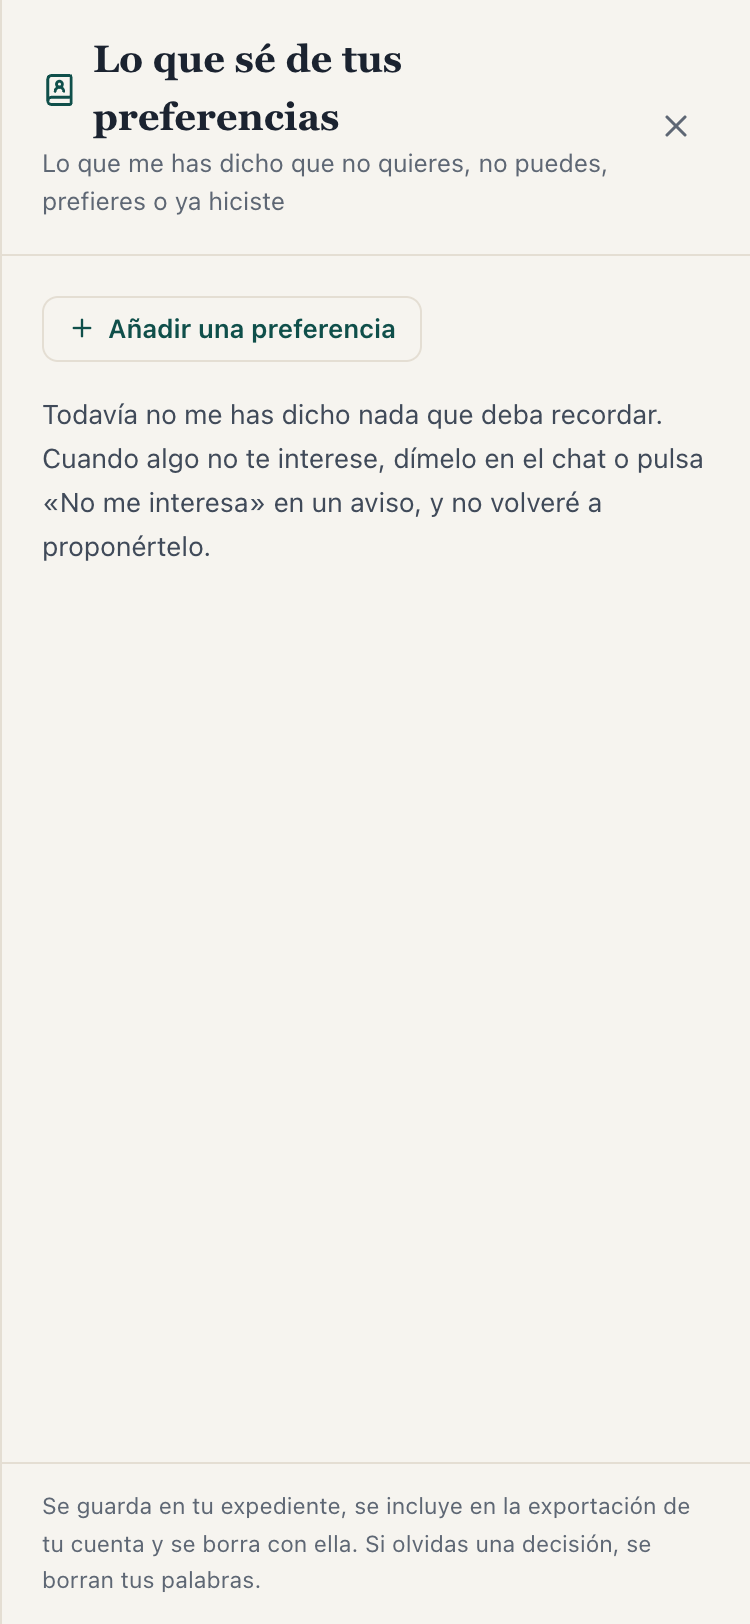 Lo que sé de tus
preferencias
Lo que me has dicho que no quieres, no puedes,
prefieres o ya hiciste
Añadir una preferencia
Todavía no me has dicho nada que deba recordar.
Cuando algo no te interese, dímelo en el chat o pulsa
«No me interesa» en un aviso, y no volveré a
proponértelo.
Se guarda en tu expediente, se incluye en la exportación de
tu cuenta y se borra con ella. Si olvidas una decisión, se
borran tus palabras.